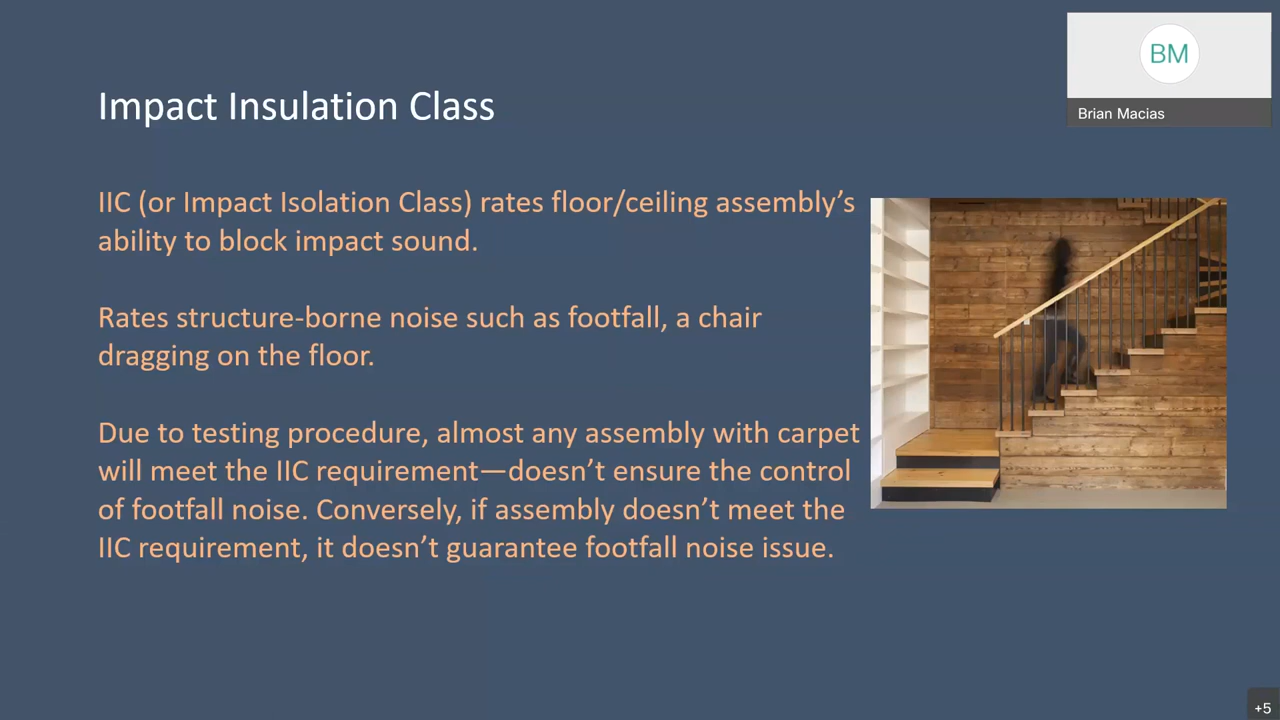 BM
Brian Macias
Impact Insulation Class
IIC (or Impact Isolation Class) rates floor/ceiling assembly’s
ability to block impact sound.
Rates structure-borne noise such as footfall, a chair
dragging on the floor.
Due to testing procedure, almost any assembly with carpet
will meet the IIC requirement—doesn’t ensure the control
of footfall noise. Conversely, if assembly doesn’t meet the
IIC requirement, it doesn’t guarantee footfall noise issue.
+5